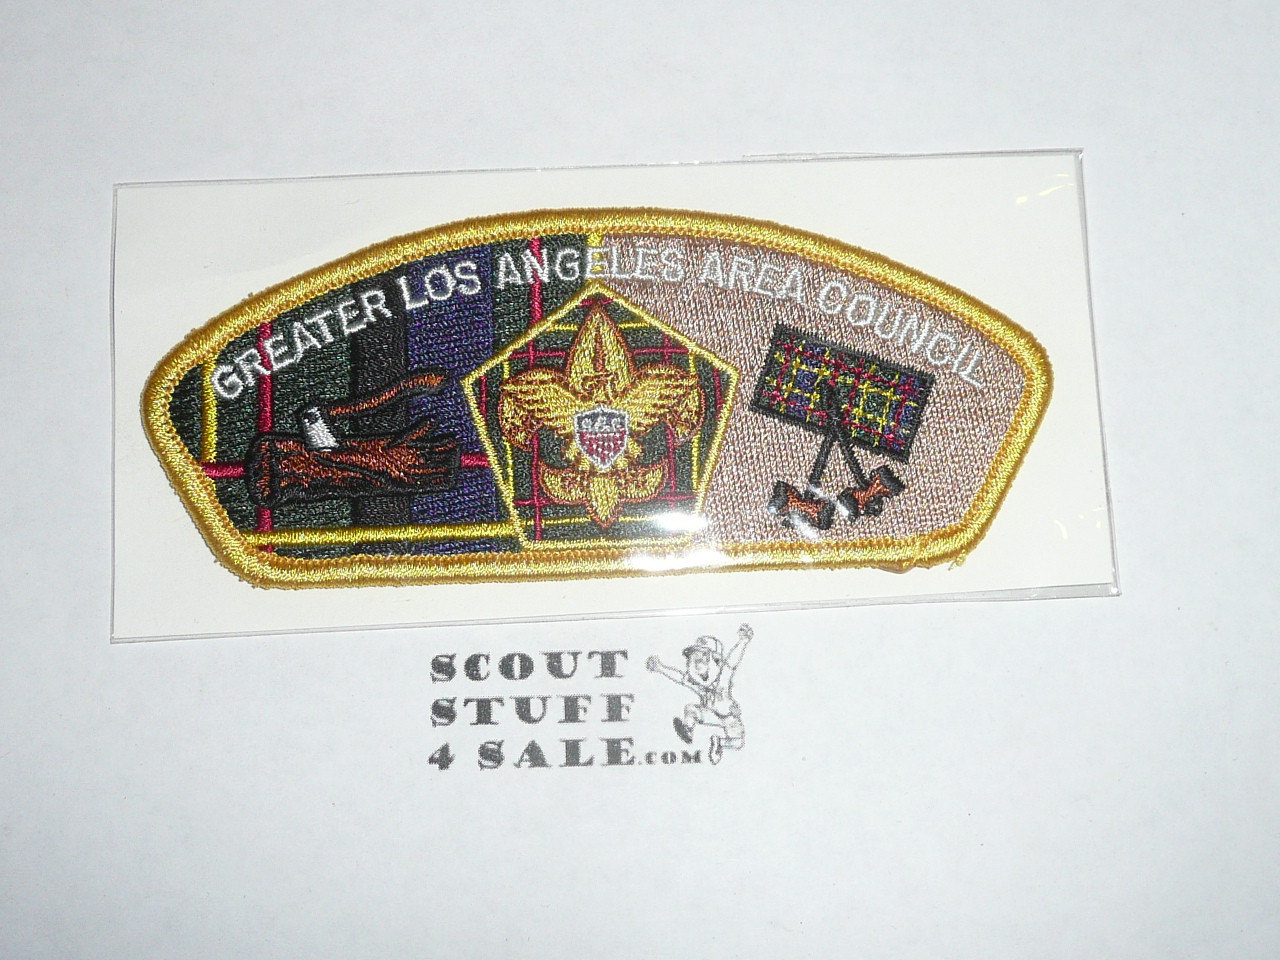 GREATER LOS ANGELES AREA COUNCIL
SCOUT
STUFF
4 SALE.COM